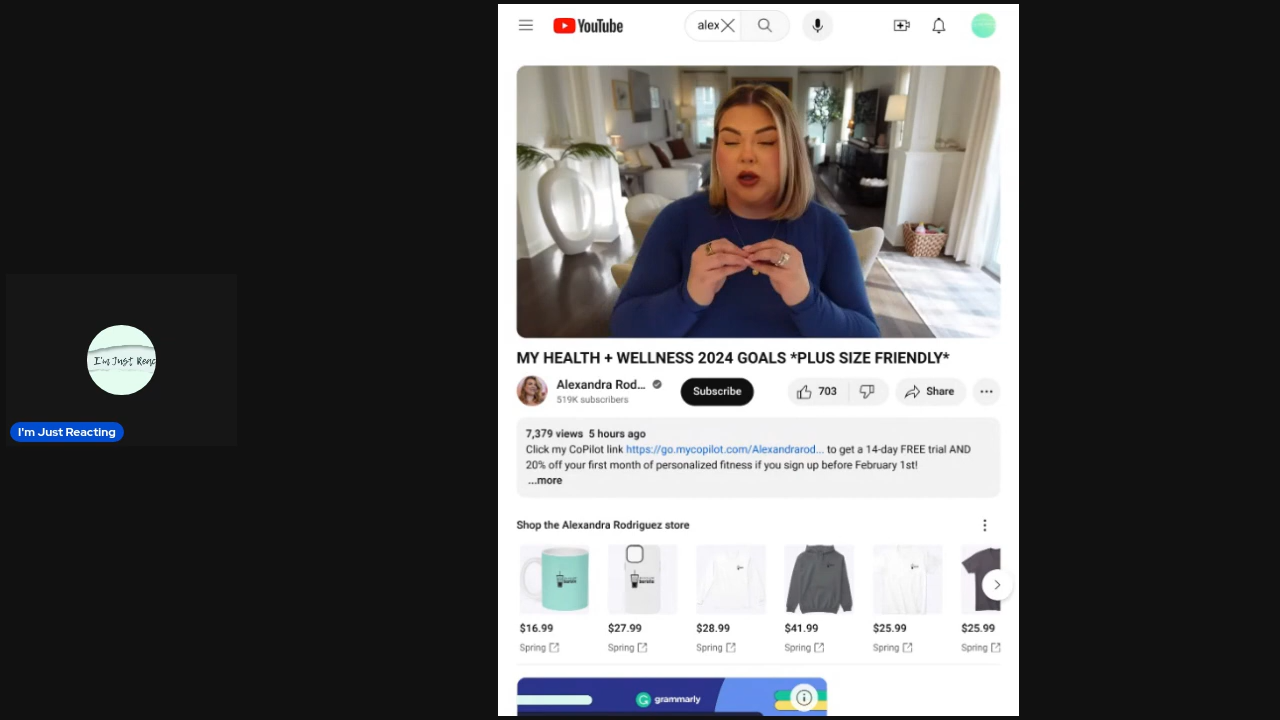 YouTube
alex
MY HEALTH + WELLNESS 2024 GOALS *PLUS SIZE FRIENDLY*
Alexandra Rod...
519K subscribers
Subscribe
703
Share
7,379 views 5 hours ago
Click my CoPilot link https://go.mycopilot.com/Alexandrarod... to get a 14-day FREE trial AND
20% off your first month of personalized fitness if you sign up before February 1st!
...more
I'm Just Reac
I'm Just Reacting
Shop the Alexandra Rodriguez store
$16.99
$27.99
$28.99
$41.99
$25.99
$25.99
Spring
Spring
Spring
Spring
Spring
Spring
grammarly